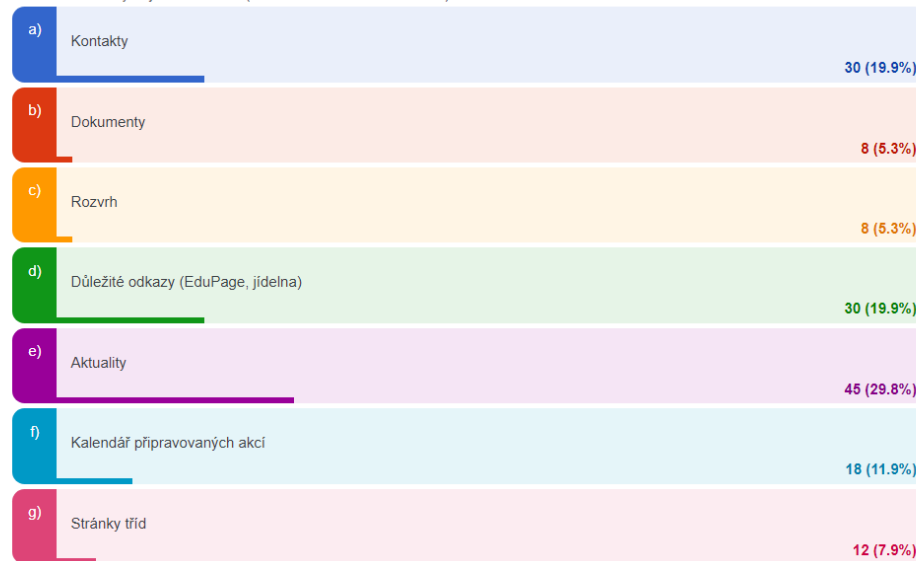 a)
Kontakty
30 (19.9%)
b)
Dokumenty
8 (5.3%)
c)
Rozvrh
8 (5.3%)
d)
Důležité odkazy (EduPage, jídelna)
30 (19.9%)
e)
Aktuality
45 (29.8%)
f)
Kalendář připravovaných akcí
18 (11.9%)
g)
Stránky tříd
12 (7.9%)